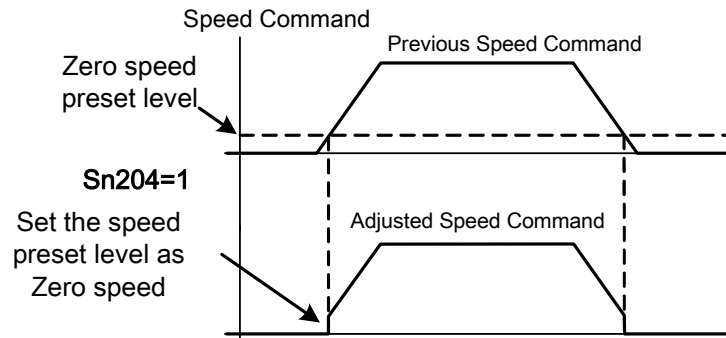 Speed Command
Previous Speed Command
Zero speed
preset level
Sn204=1
Set the speed
preset level as
Zero speed
Adjusted Speed Command